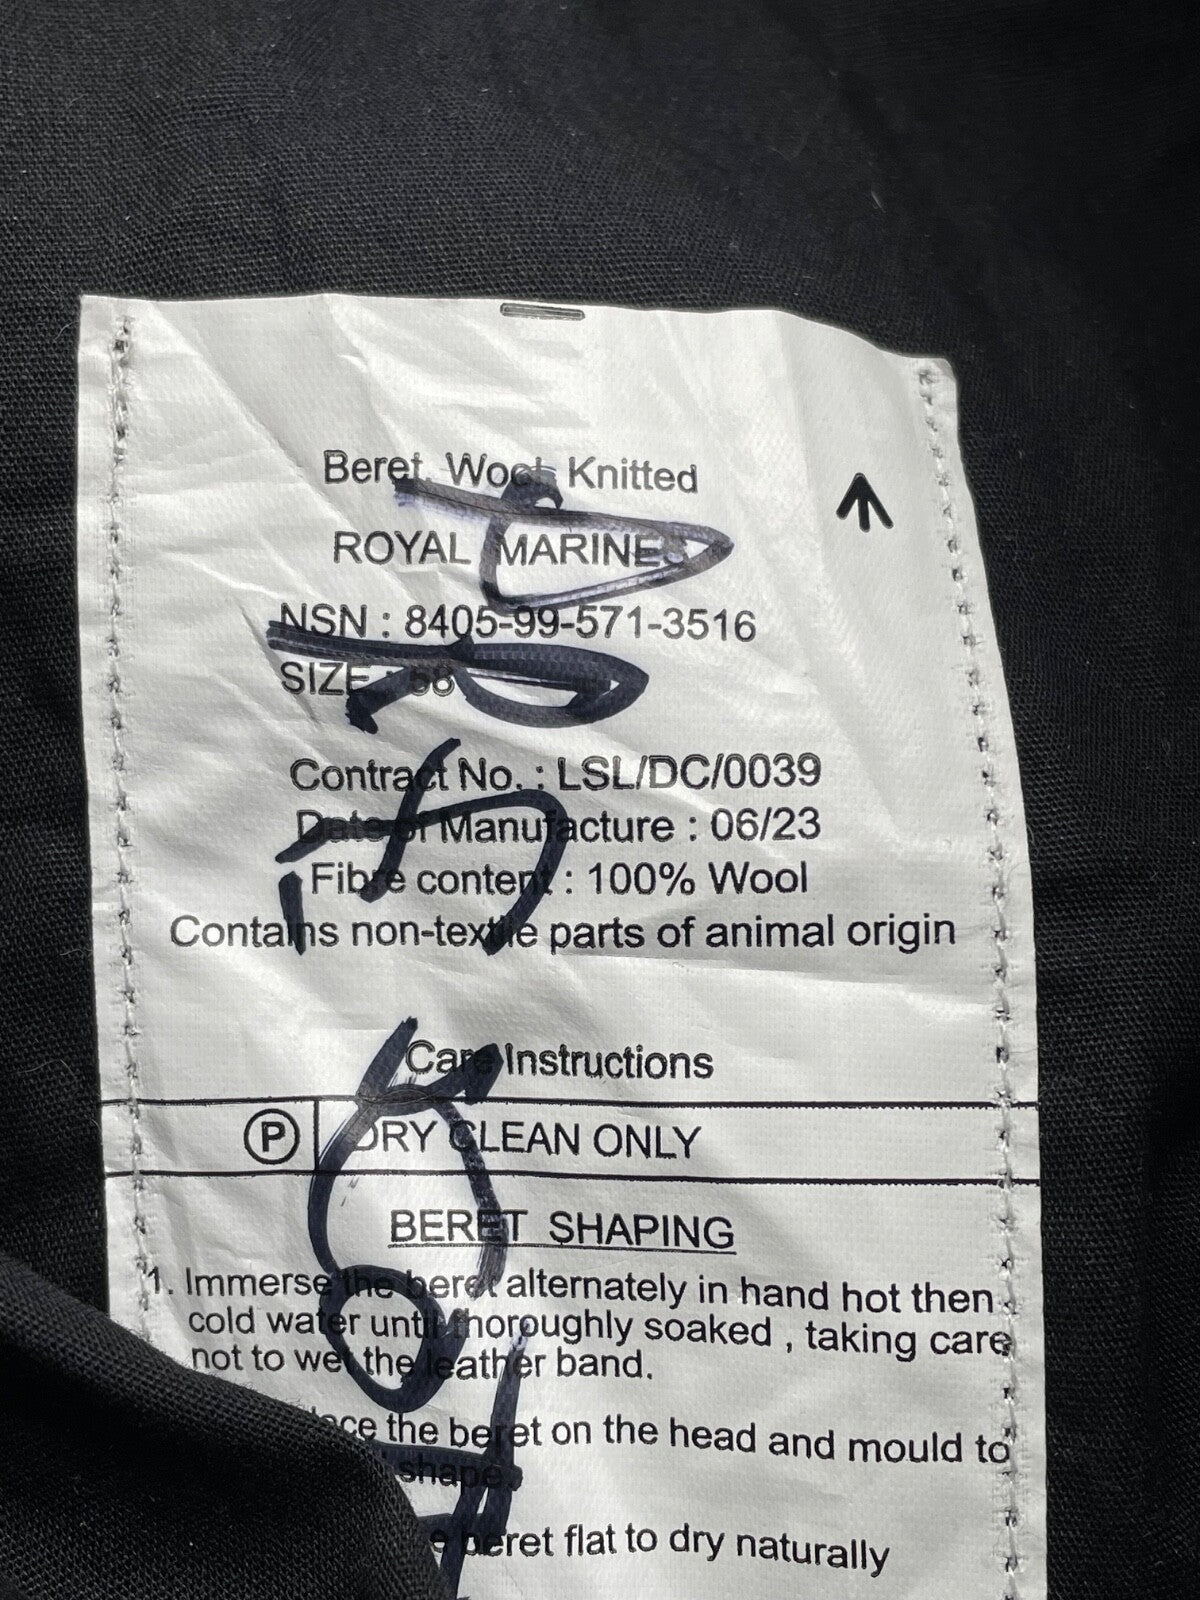 Beret, Wool, Knitted
ROYAL MARINES
NSN : 8405-99-571-3516
SIZE : 58
Contract No. : LSL/DC/0039
Date of Manufacture : 06/23
Fibre content : 100% Wool
Contains non-textile parts of animal origin
Care Instructions
P DRY CLEAN ONLY
BERET SHAPING
1. Immerse the beret alternately in hand hot then
cold water until thoroughly soaked , taking care
not to wet the leather band.
the beret on the head and mould to
shape.
beret flat to dry naturally